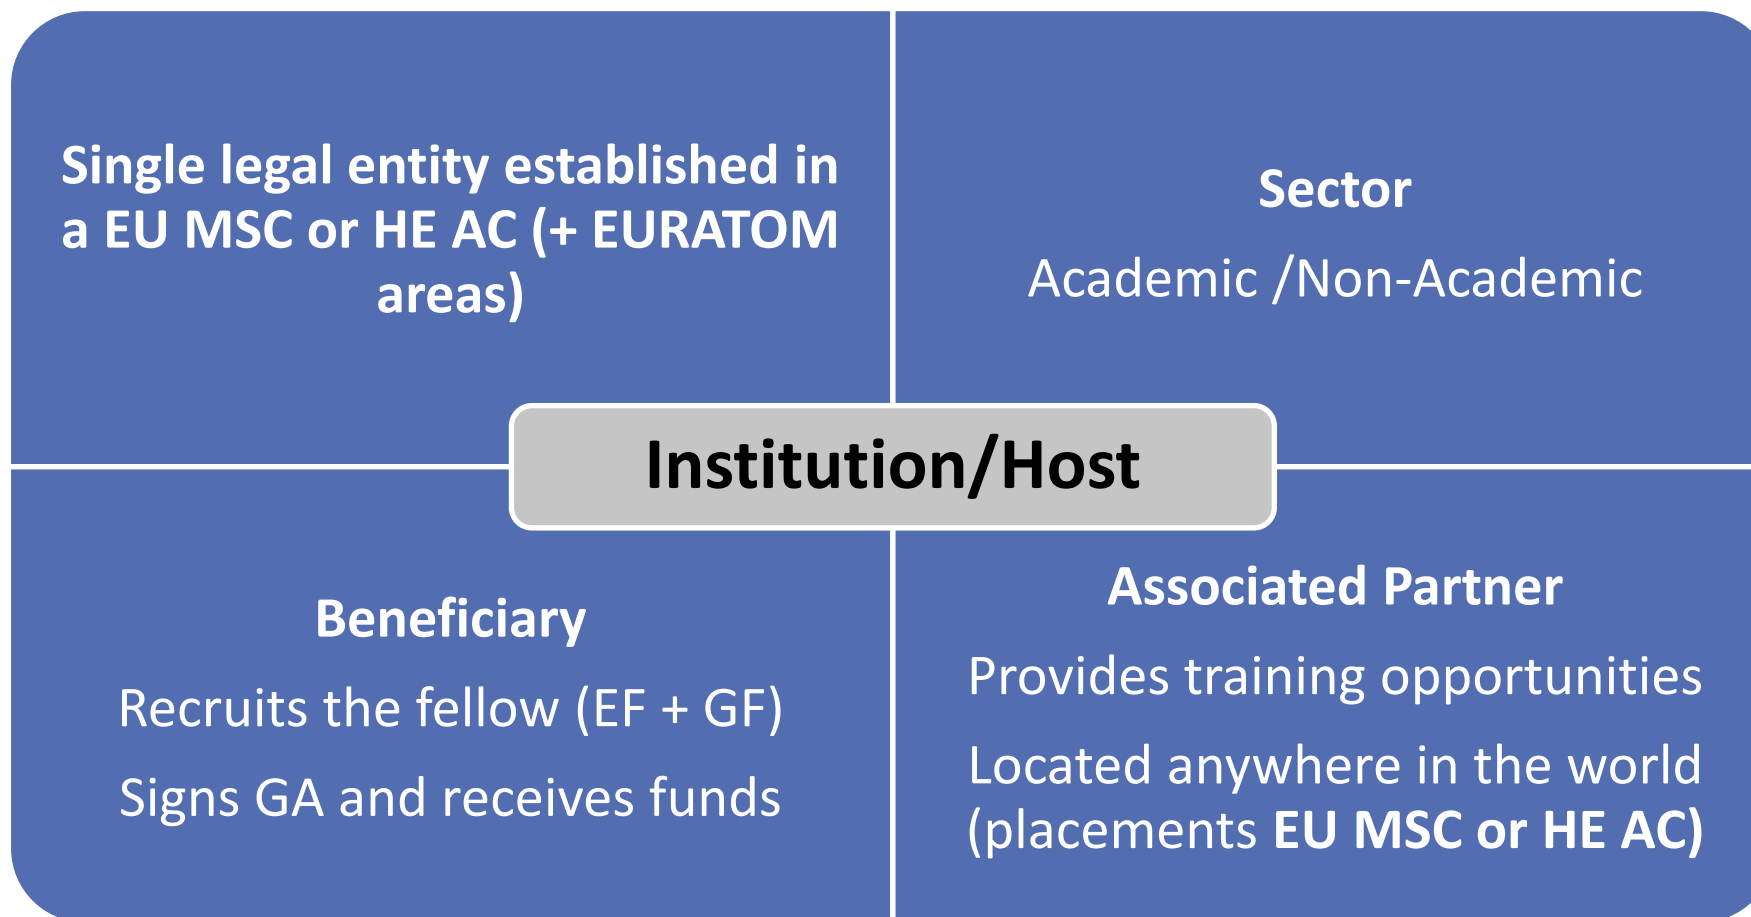 Single legal entity established in
a EU MSC or HE AC (+ EURATOM
areas)
Sector
Academic /Non-Academic
Institution/Host
Beneficiary
Recruits the fellow (EF + GF)
Signs GA and receives funds
Associated Partner
Provides training opportunities
Located anywhere in the world
(placements EU MSC or HE AC)